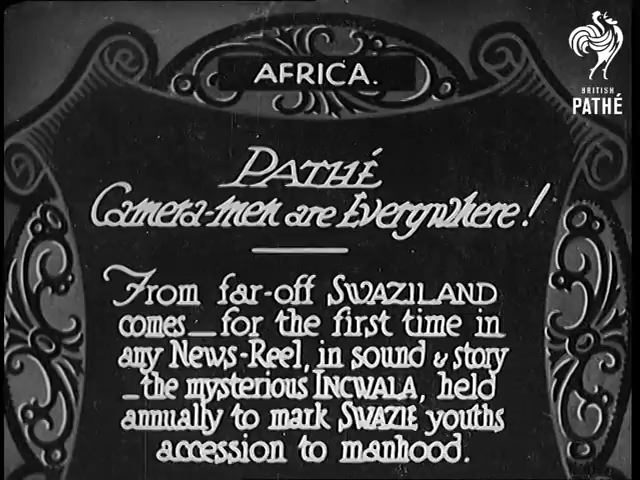 AFRICA.
BRITISH
PATHÉ
PATHÉ
Camera-men are Everywhere!
From far-off SWAZILAND
comes — for the first time in
any News-Reel, in sound & story
— the mysterious INCWALA, held
annually to mark SWAZIE youths
accession to manhood.